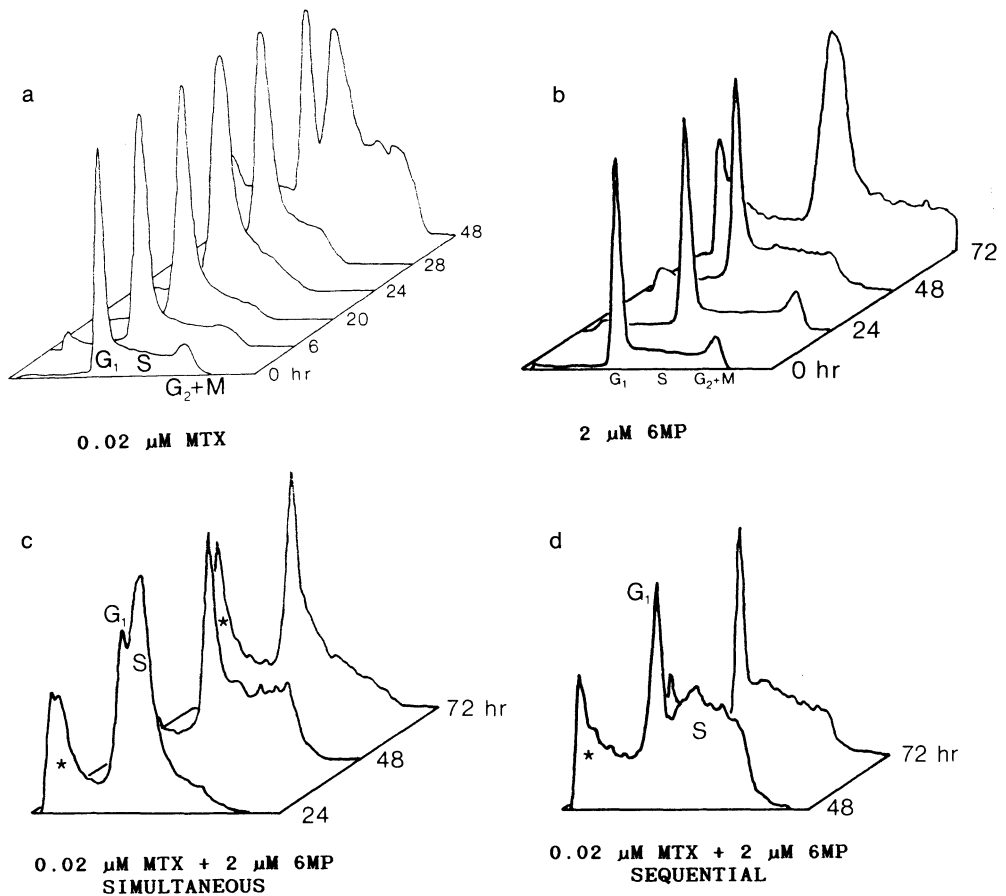 a
48
28
24
20
6
0 hr
G₁ S
G₂+M
0.02 μM MTX
b
72
48
24
0 hr
G₁ S G₂+M
2 μM 6MP
c
G₁
S
*
*
72 hr
48
24
0.02 μM MTX + 2 μM 6MP
SIMULTANEOUS
d
G₁
S
*
72 hr
48
0.02 μM MTX + 2 μM 6MP
SEQUENTIAL